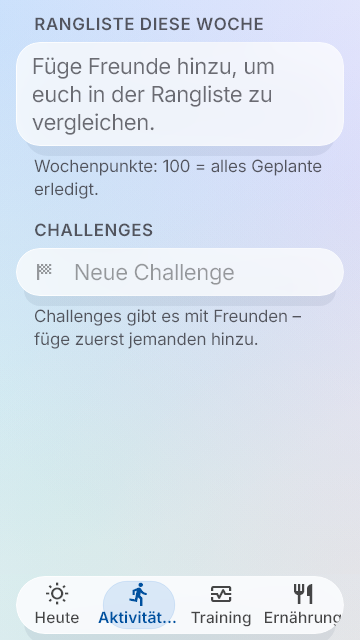 RANGLISTE DIESE WOCHE
Füge Freunde hinzu, um
euch in der Rangliste zu
vergleichen.
Wochenpunkte: 100 = alles Geplante
erledigt.
CHALLENGES
Neue Challenge
Challenges gibt es mit Freunden –
füge zuerst jemanden hinzu.
Heute Aktivität... Training Ernährung